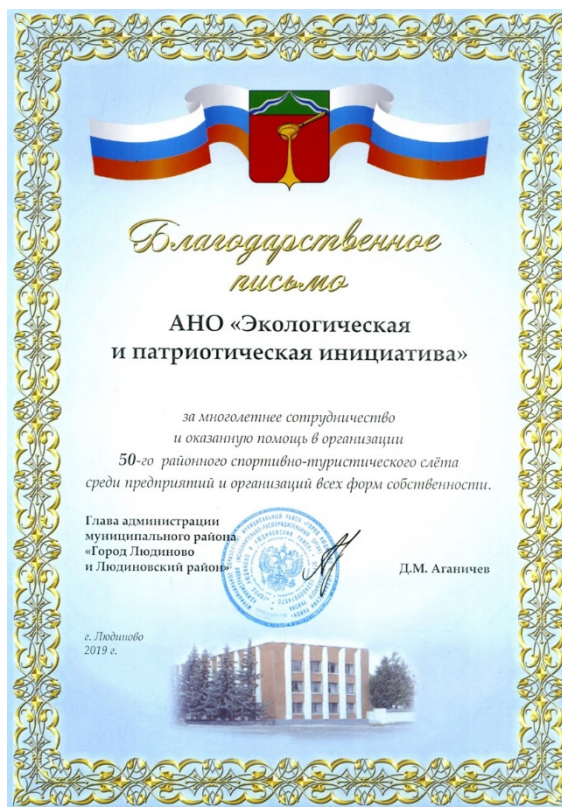 Благодарственное
письмо
АНО «Экологическая
и патриотическая инициатива»
за многолетнее сотрудничество
и оказанную помощь в организации
50-го районного спортивно-туристического слёта
среди предприятий и организаций всех форм собственности.
Глава администрации
муниципального района
«Город Людиново
и Людиновский район»
Д.М. Аганичев
г. Людиново
2019 г.